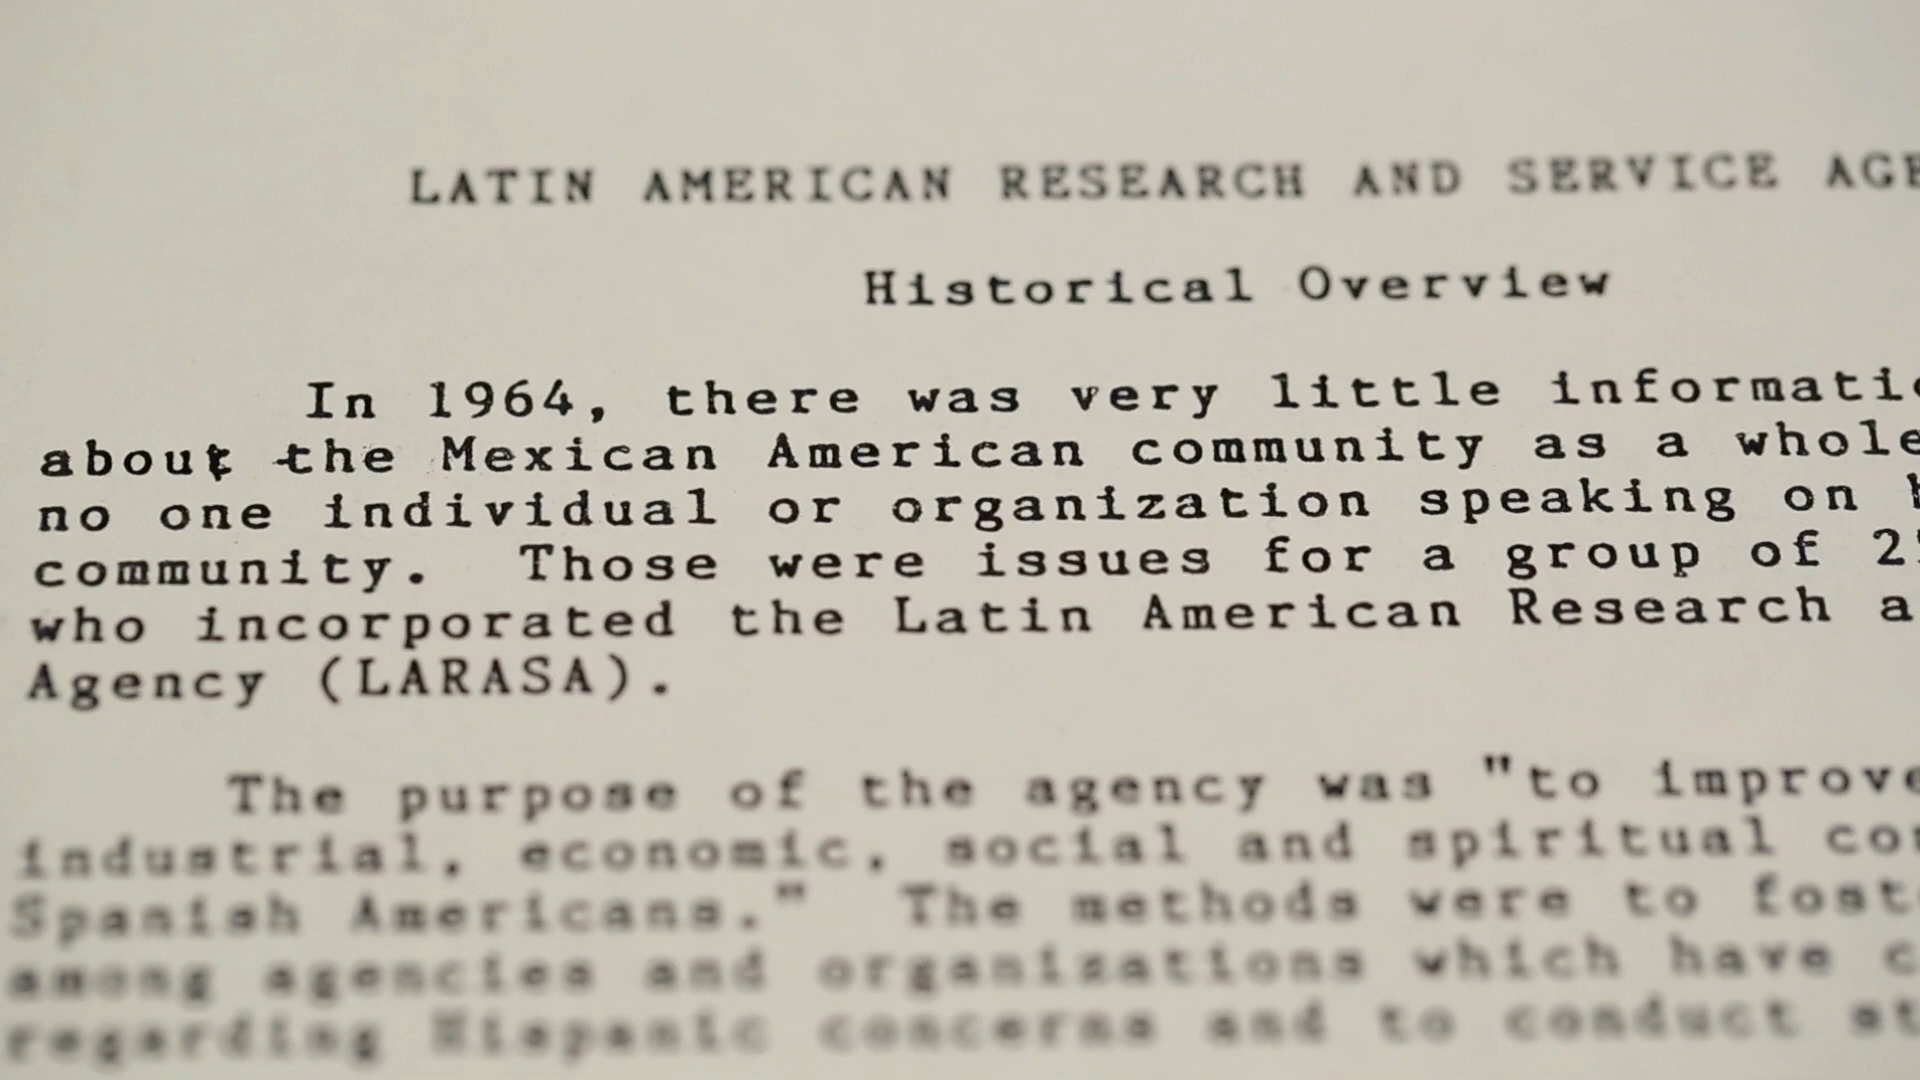 LATIN AMERICAN RESEARCH AND SERVICE
Historical Overview
In 1964, there was very little
about the Mexican American community as a whole
no one individual or organization speaking on
community. Those were issues for a group of
who incorporated the Latin American Research
Agency (LARASA).
The purpose of the agency was "to improve
industrial, economic, social and spiritual
Spanish Americans." The methods were to
among agencies and organizations which have
regarding Hispanic concerns and to conduct